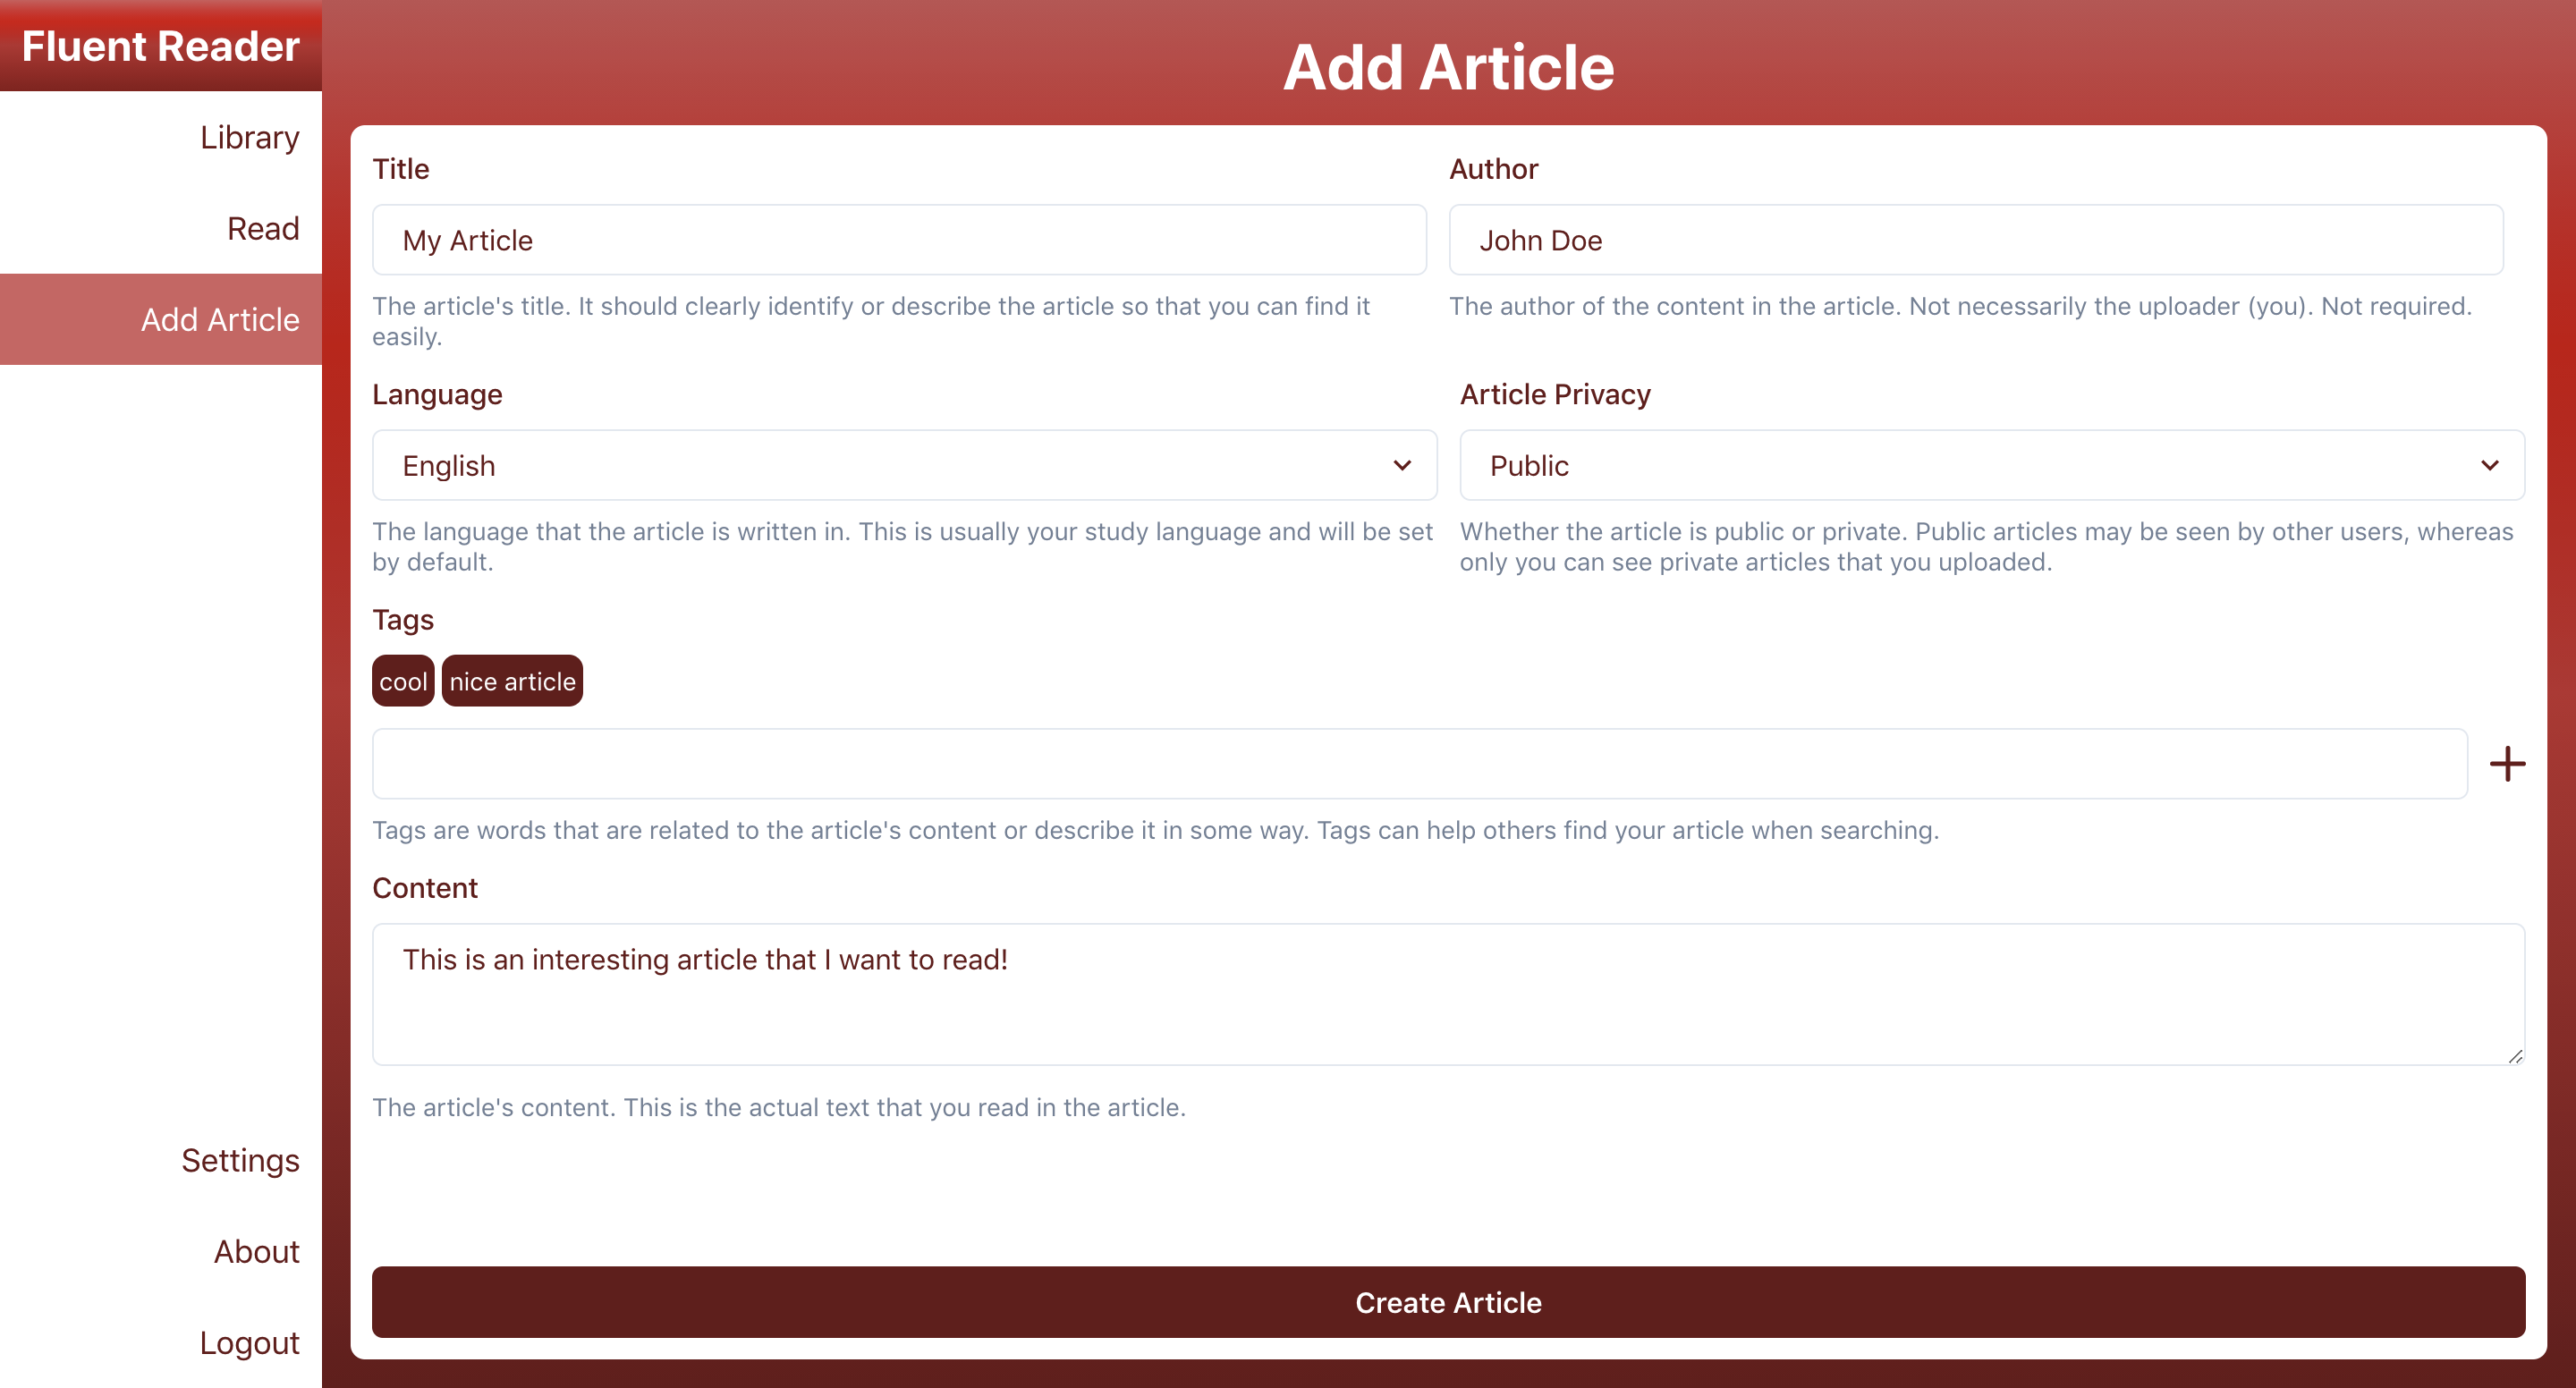 Fluent Reader
Library
Read
Add Article
Settings
About
Logout
Add Article
Title
My Article
The article's title. It should clearly identify or describe the article so that you can find it
easily.
Author
John Doe
The author of the content in the article. Not necessarily the uploader (you). Not required.
Language
English
The language that the article is written in. This is usually your study language and will be set
by default.
Article Privacy
Public
Whether the article is public or private. Public articles may be seen by other users, whereas
only you can see private articles that you uploaded.
Tags
cool nice article
Tags are words that are related to the article's content or describe it in some way. Tags can help others find your article when searching.
Content
This is an interesting article that I want to read!
The article's content. This is the actual text that you read in the article.
Create Article